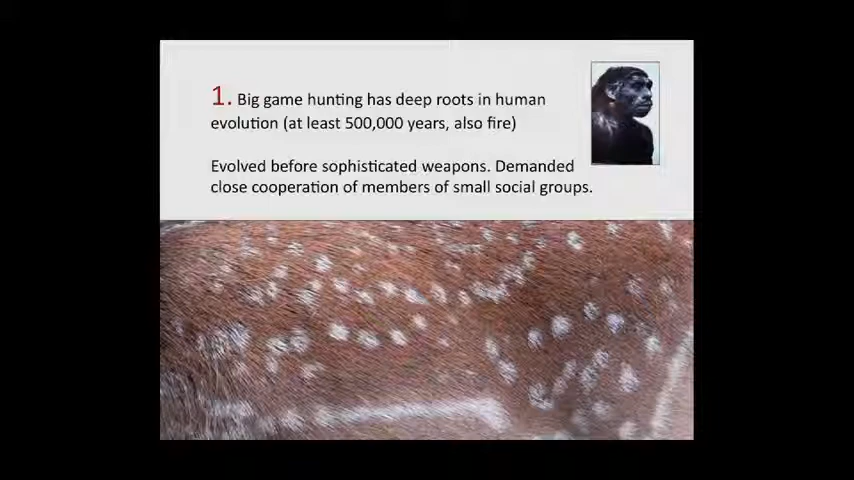 1. Big game hunting has deep roots in human
evolution (at least 500,000 years, also fire)
Evolved before sophisticated weapons. Demanded
close cooperation of members of small social groups.